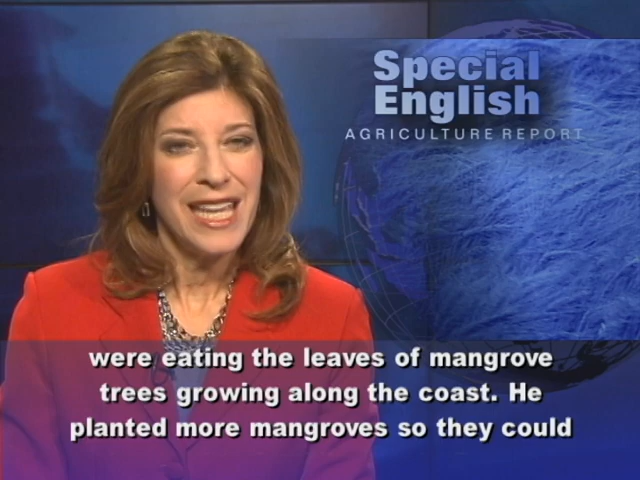 Special
English
AGRICULTURE REPORT
were eating the leaves of mangrove
trees growing along the coast. He
planted more mangroves so they could